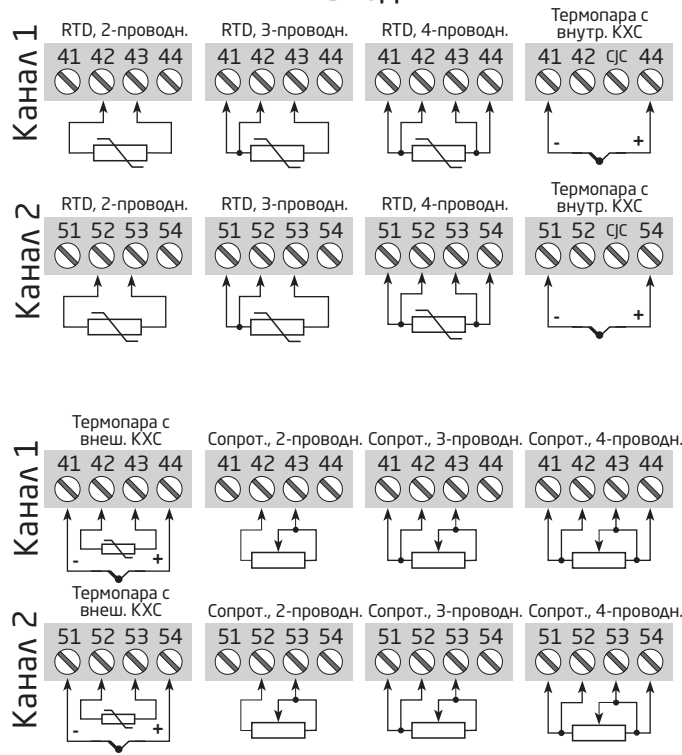 Канал 1
RTD, 2-проводн.
RTD, 3-проводн.
RTD, 4-проводн.
Термопара с
внутр. КХС
41 42 43 44
41 42 43 44
41 42 43 44
41 42 CJC 44
- +
Канал 2
RTD, 2-проводн.
RTD, 3-проводн.
RTD, 4-проводн.
Термопара с
внутр. КХС
51 52 53 54
51 52 53 54
51 52 53 54
51 52 CJC 54
- +
Канал 1
Термопара с
внеш. КХС
Сопрот., 2-проводн.
Сопрот., 3-проводн.
Сопрот., 4-проводн.
41 42 43 44
41 42 43 44
41 42 43 44
41 42 43 44
- +
Канал 2
Термопара с
внеш. КХС
Сопрот., 2-проводн.
Сопрот., 3-проводн.
Сопрот., 4-проводн.
51 52 53 54
51 52 53 54
51 52 53 54
51 52 53 54
- +